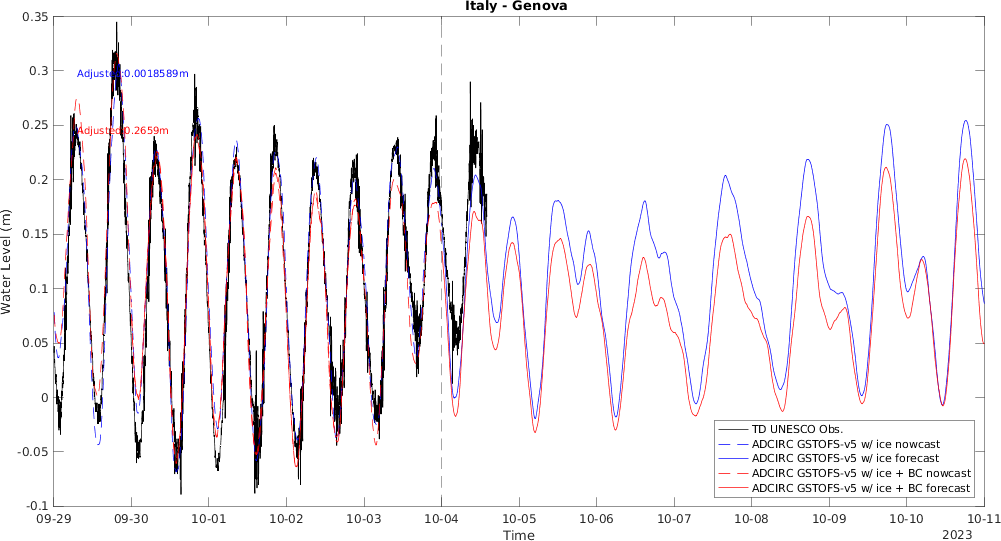 Italy - Genova
0.35
0.3
0.25
0.2
0.15
0.1
0.05
0
-0.05
-0.1
Water Level (m)
Adjusted:0.0018589m
Adjusted:0.2659m
TD UNESCO Obs.
ADCIRC GSTOFS-v5 w/ ice nowcast
ADCIRC GSTOFS-v5 w/ ice forecast
ADCIRC GSTOFS-v5 w/ ice + BC nowcast
ADCIRC GSTOFS-v5 w/ ice + BC forecast
09-29 09-30 10-01 10-02 10-03 10-04 10-05 10-06 10-07 10-08 10-09 10-10 10-11
Time
2023